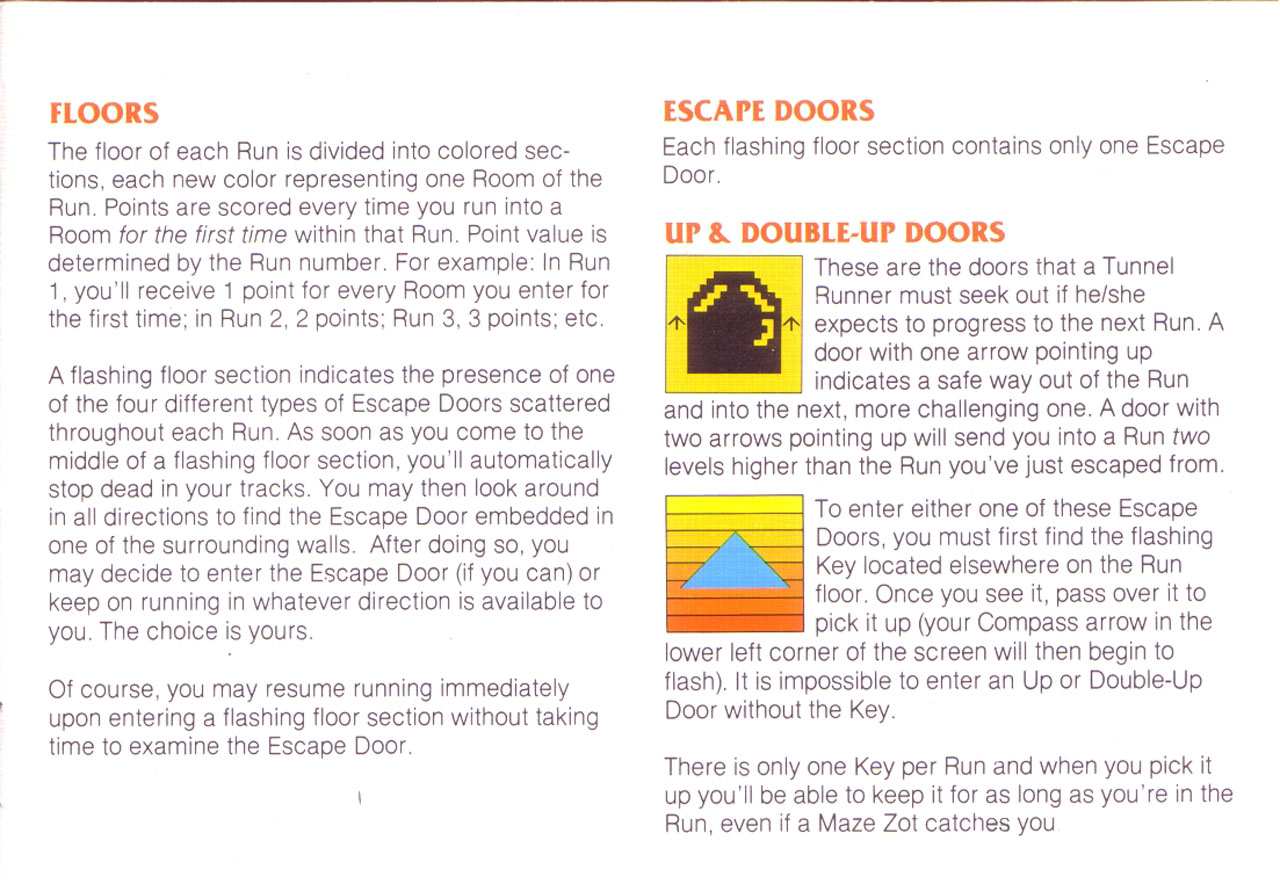 FLOORS
The floor of each Run is divided into colored sec-
tions, each new color representing one Room of the
Run. Points are scored every time you run into a
Room for the first time within that Run. Point value is
determined by the Run number. For example: In Run
1, you'll receive 1 point for every Room you enter for
the first time; in Run 2, 2 points; Run 3, 3 points; etc.
A flashing floor section indicates the presence of one
of the four different types of Escape Doors scattered
throughout each Run. As soon as you come to the
middle of a flashing floor section, you'll automatically
stop dead in your tracks. You may then look around
in all directions to find the Escape Door embedded in
one of the surrounding walls. After doing so, you
may decide to enter the Escape Door (if you can) or
keep on running in whatever direction is available to
you. The choice is yours.
Of course, you may resume running immediately
upon entering a flashing floor section without taking
time to examine the Escape Door.
ESCAPE DOORS
Each flashing floor section contains only one Escape
Door.
UP & DOUBLE-UP DOORS
These are the doors that a Tunnel
Runner must seek out if he/she
expects to progress to the next Run. A
door with one arrow pointing up
indicates a safe way out of the Run
and into the next, more challenging one. A door with
two arrows pointing up will send you into a Run two
levels higher than the Run you've just escaped from.
To enter either one of these Escape
Doors, you must first find the flashing
Key located elsewhere on the Run
floor. Once you see it, pass over it to
pick it up (your Compass arrow in the
lower left corner of the screen will then begin to
flash). It is impossible to enter an Up or Double-Up
Door without the Key.
There is only one Key per Run and when you pick it
up you'll be able to keep it for as long as you're in the
Run, even if a Maze Zot catches you